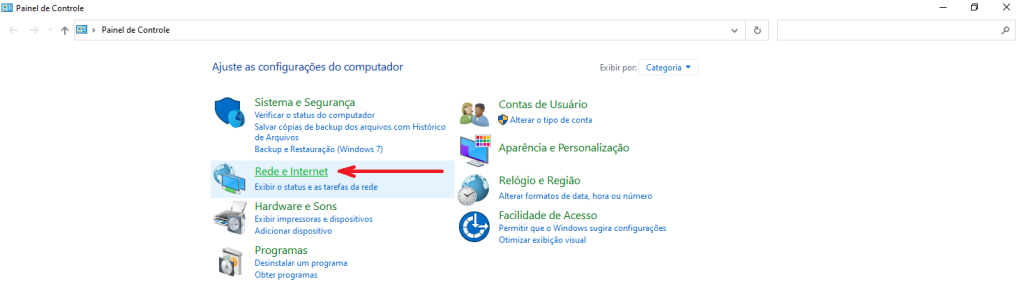 Painel de Controle
Painel de Controle
Ajuste as configurações do computador
Exibir por: Categoria
Sistema e Segurança
Verificar o status do computador
Salvar cópias de backup dos arquivos com Histórico
de Arquivos
Backup e Restauração (Windows 7)
Rede e Internet
Exibir o status e as tarefas da rede
Hardware e Sons
Exibir impressoras e dispositivos
Adicionar dispositivo
Programas
Desinstalar um programa
Obter programas
Contas de Usuário
Alterar o tipo de conta
Aparência e Personalização
Relógio e Região
Alterar formatos de data, hora ou número
Facilidade de Acesso
Permitir que o Windows sugira configurações
Otimizar exibição visual